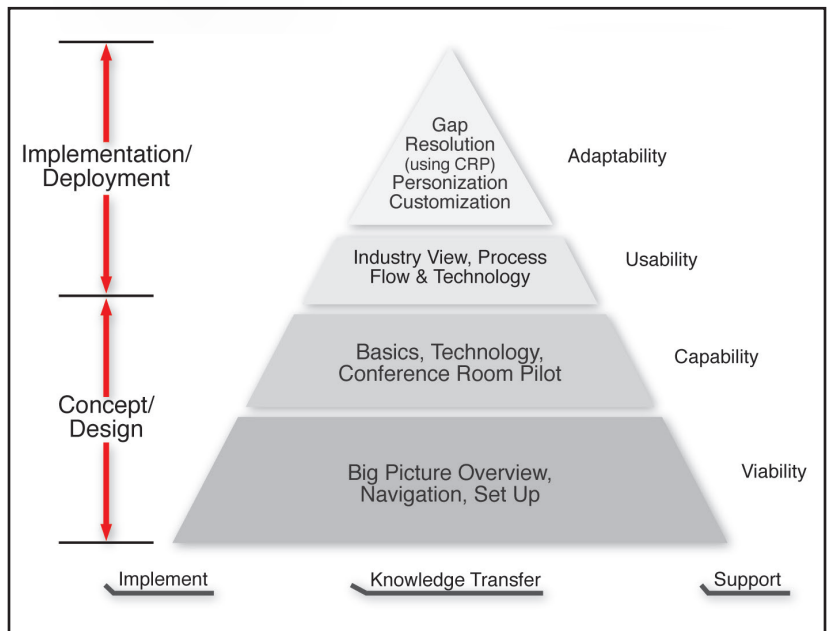 Implementation/
Deployment
Concept/
Design
Gap
Resolution
(using CRP)
Personization
Customization
Adaptability
Industry View, Process
Flow & Technology
Usability
Basics, Technology,
Conference Room Pilot
Capability
Big Picture Overview,
Navigation, Set Up
Viability
Implement
Knowledge Transfer
Support